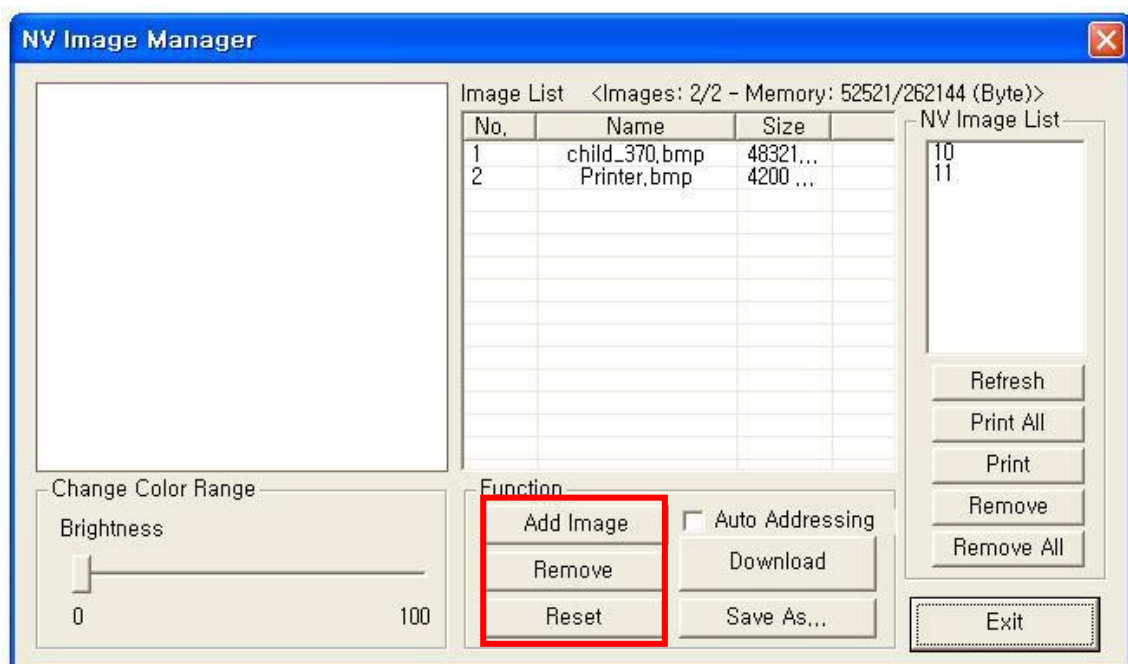 NV Image Manager
Image List <Images: 2/2 - Memory: 52521/262144 (Byte)>
No. Name Size
1 child_370.bmp 48321...
2 Printer.bmp 4200 ...
NV Image List
10
11
Refresh
Print All
Print
Remove
Remove All
Change Color Range
Brightness
0 100
Function
Add Image Auto Addressing
Remove Download
Reset Save As...
Exit